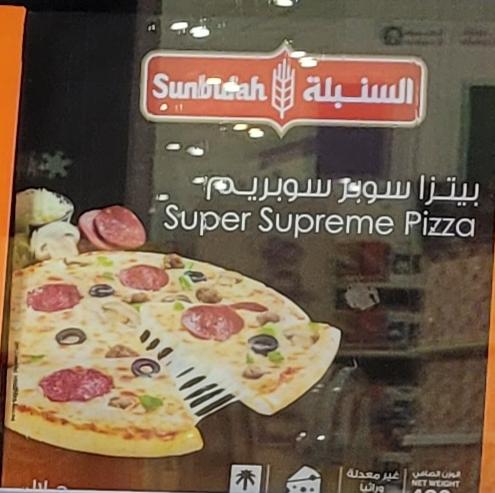 Sunbulah السنبلة
بيتزا سوبر سوبريم
Super Supreme Pizza
غير معدلة
وراثيا
الوزن الصافي
NET WEIGHT